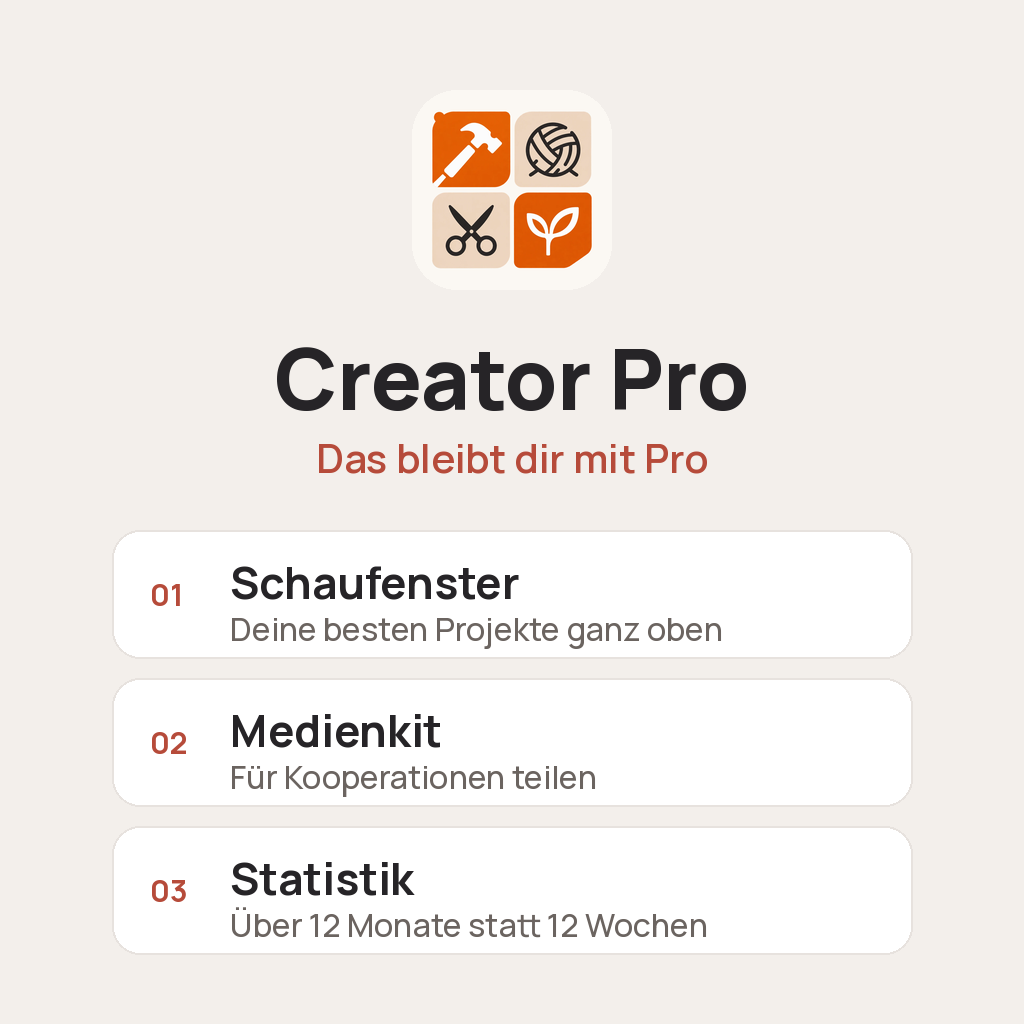 Creator Pro
Das bleibt dir mit Pro
01
Schaufenster
Deine besten Projekte ganz oben
02
Medienkit
Für Kooperationen teilen
03
Statistik
Über 12 Monate statt 12 Wochen